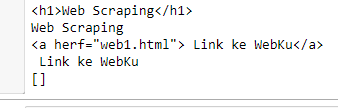 <h1>Web Scraping</h1>
Web Scraping
<a herf="web1.html"> Link ke WebKu</a>
 Link ke WebKu
[]